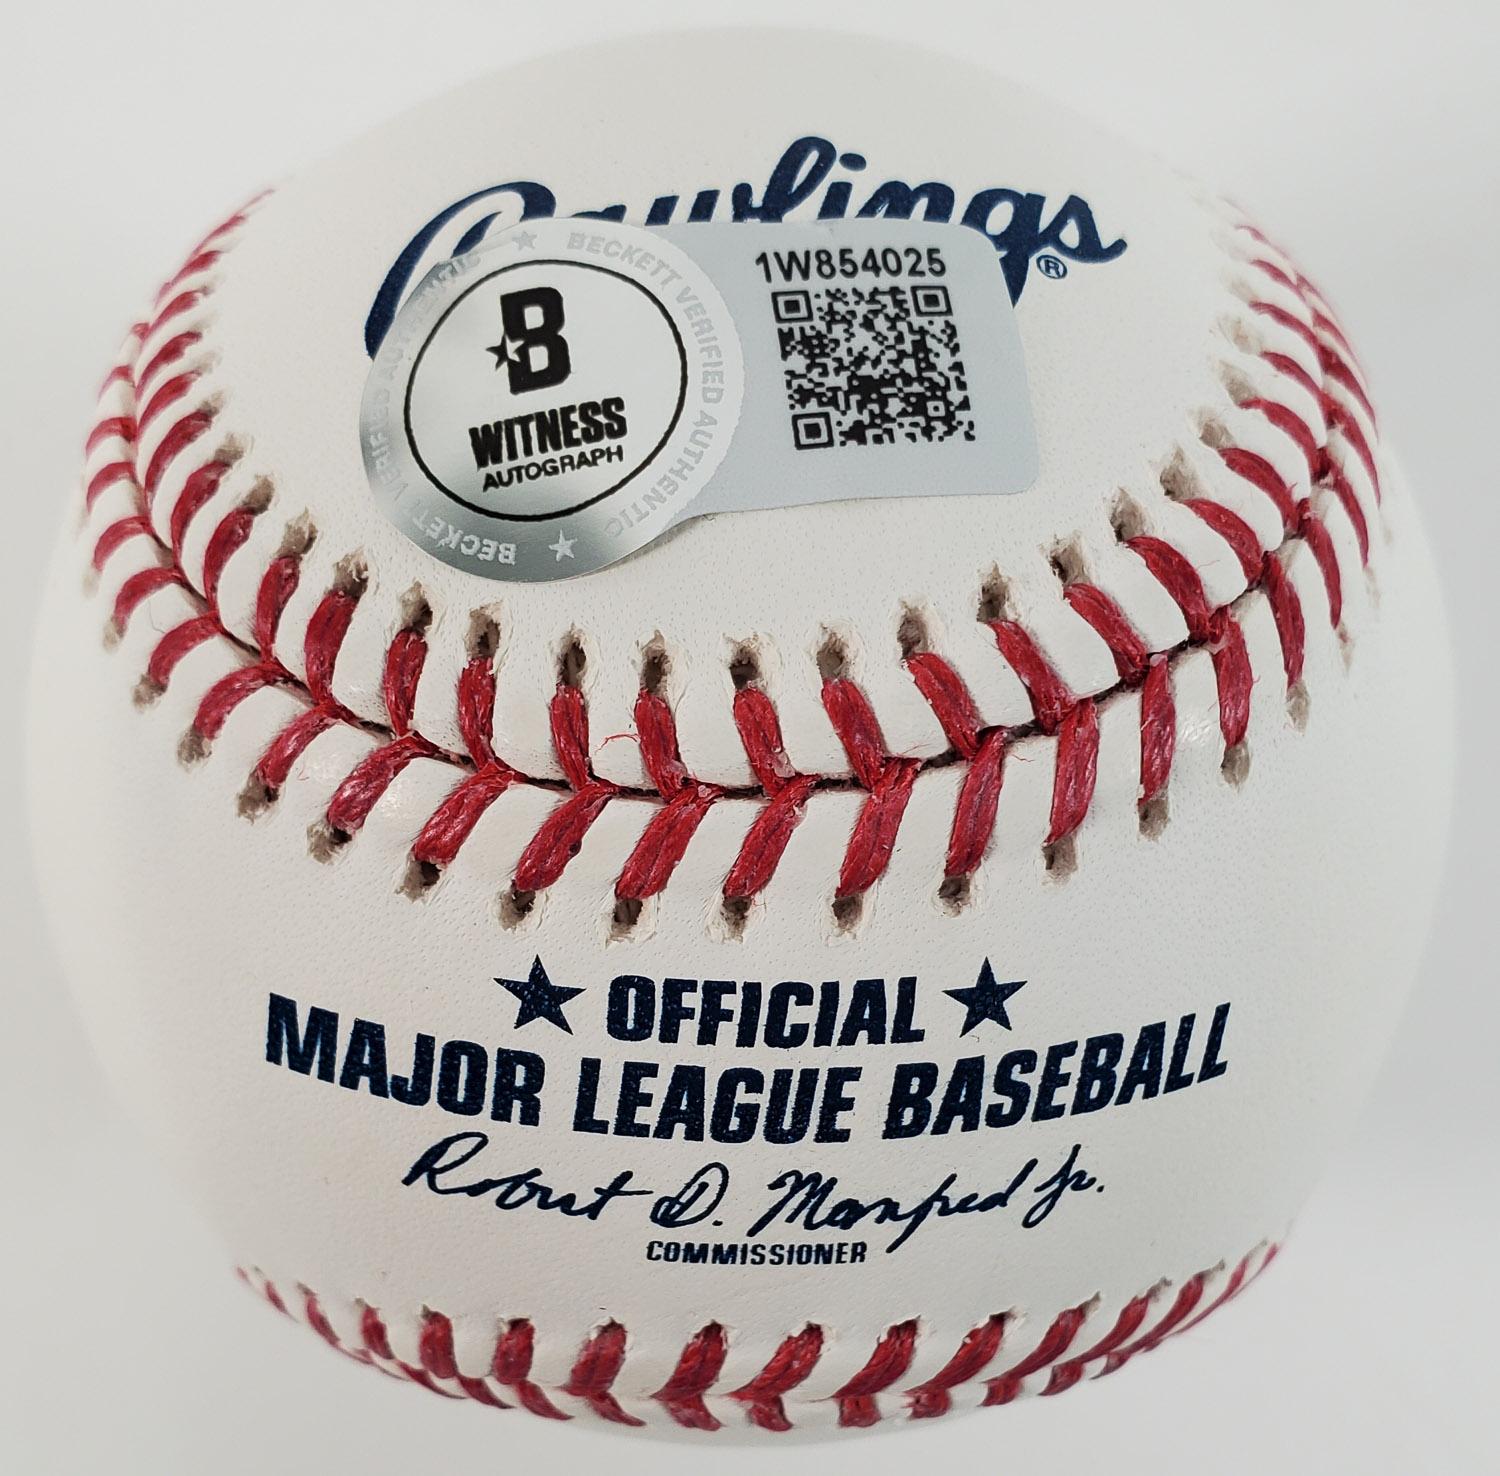 Rawlings
®
1W854025
BECKETT VERIFIED AUTHENTIC ★ BECKETT VERIFIED AUTHENTIC ★
B
WITNESS
AUTOGRAPH
★ OFFICIAL ★
MAJOR LEAGUE BASEBALL
Robert D. Manfred Jr.
COMMISSIONER